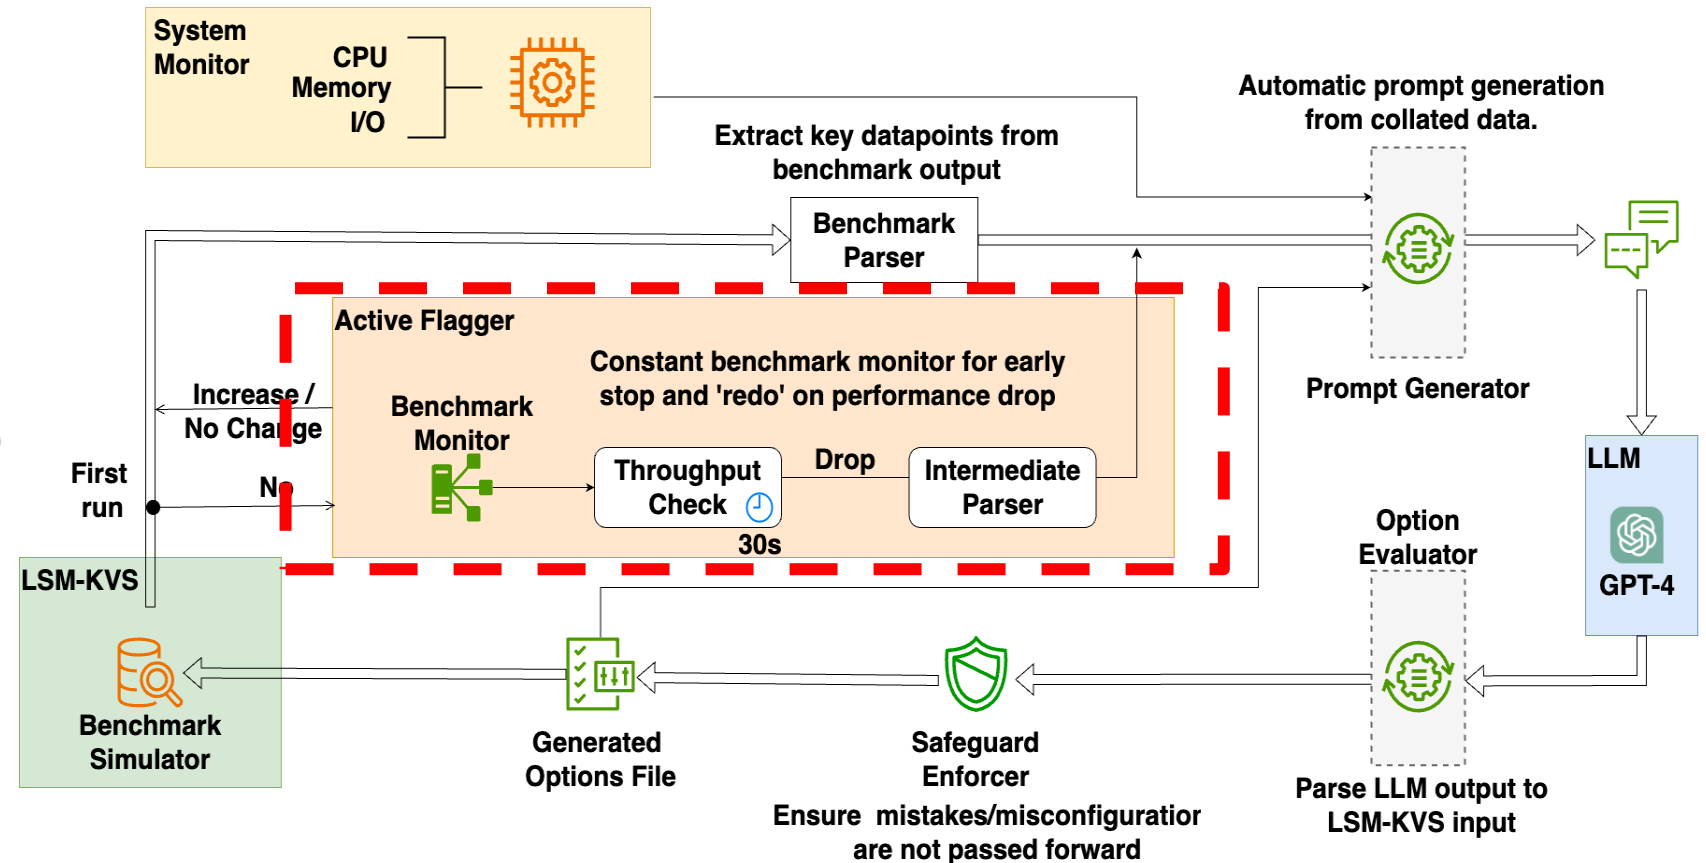 System
Monitor
CPU
Memory
I/O
Automatic prompt generation
from collated data.
Extract key datapoints from
benchmark output
Benchmark
Parser
Active Flagger
Constant benchmark monitor for early
stop and 'redo' on performance drop
Prompt Generator
Increase /
No Change
Benchmark
Monitor
Throughput
Check
30s
Drop
Intermediate
Parser
First
run
No
LLM
GPT-4
Option
Evaluator
LSM-KVS
Benchmark
Simulator
Generated
Options File
Safeguard
Enforcer
Ensure mistakes/misconfiguration
are not passed forward
Parse LLM output to
LSM-KVS input